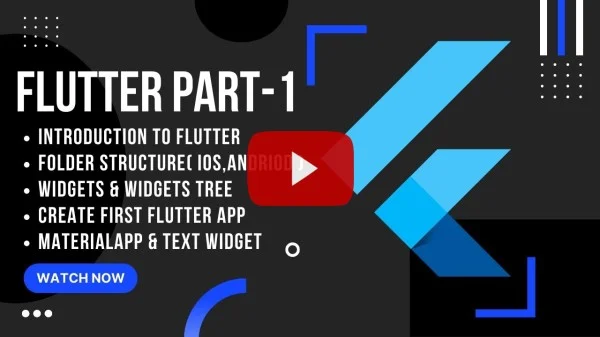 FLUTTER PART-1
• INTRODUCTION TO FLUTTER
• FOLDER STRUCTURE( IOS,ANDRIOD )
• WIDGETS & WIDGETS TREE
• CREATE FIRST FLUTTER APP
• MATERIALAPP & TEXT WIDGET
WATCH NOW